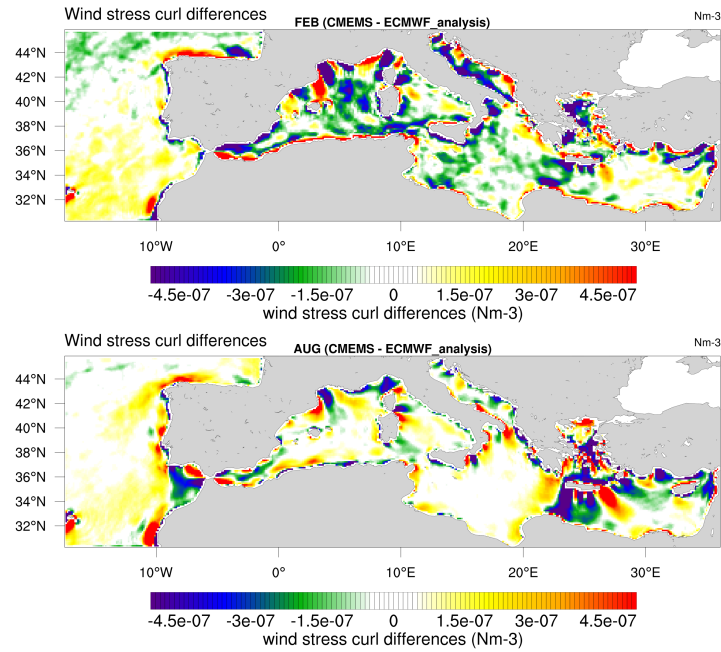 Wind stress curl differences
FEB (CMEMS - ECMWF_analysis)
Nm-3
44°N
42°N
40°N
38°N
36°N
34°N
32°N
10°W 0° 10°E 20°E 30°E
-4.5e-07 -3e-07 -1.5e-07 0 1.5e-07 3e-07 4.5e-07
wind stress curl differences (Nm-3)
Wind stress curl differences
AUG (CMEMS - ECMWF_analysis)
Nm-3
44°N
42°N
40°N
38°N
36°N
34°N
32°N
10°W 0° 10°E 20°E 30°E
-4.5e-07 -3e-07 -1.5e-07 0 1.5e-07 3e-07 4.5e-07
wind stress curl differences (Nm-3)